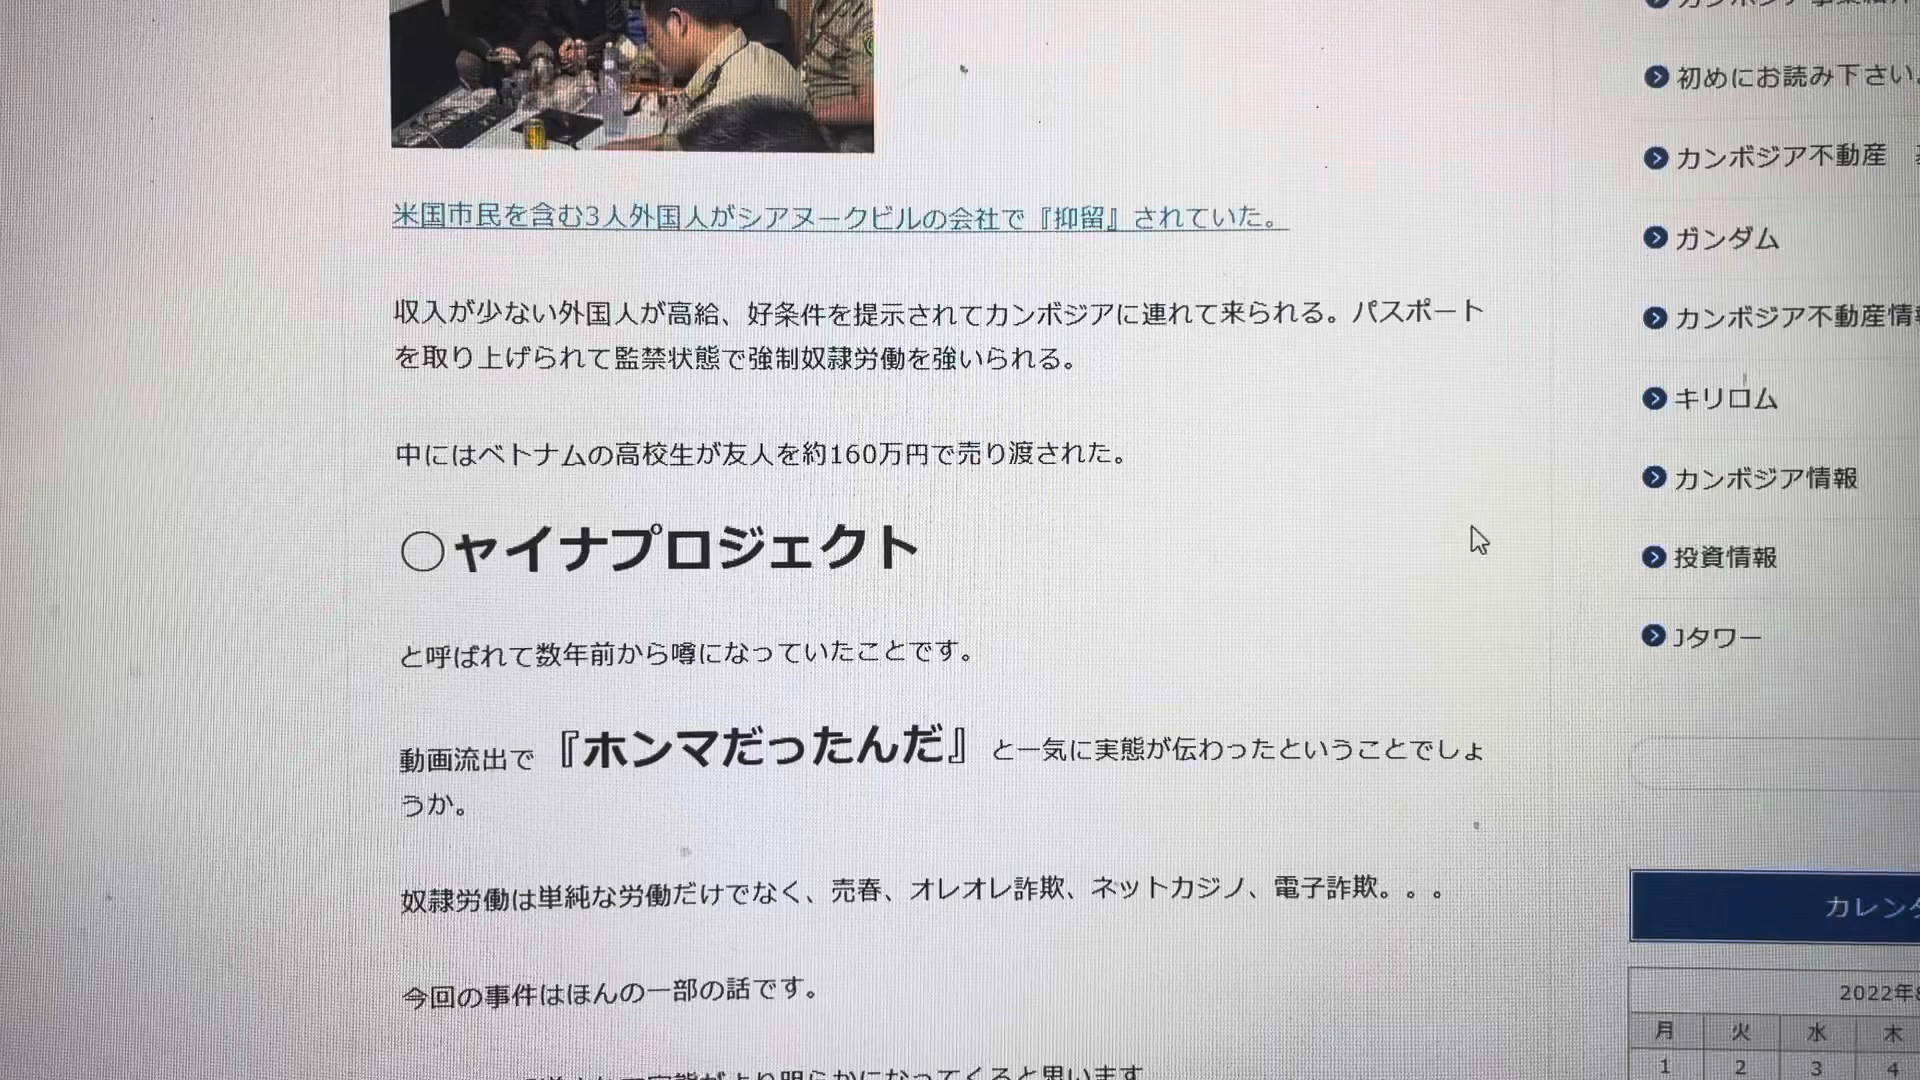 米国市民を含む3人外国人がシアヌークビルの会社で『抑留』されていた。
収入が少ない外国人が高給、好条件を提示されてカンボジアに連れて来られる。パスポート
を取り上げられて監禁状態で強制奴隷労働を強いられる。
中にはベトナムの高校生が友人を約160万円で売り渡された。
○ャイナプロジェクト
と呼ばれて数年前から噂になっていたことです。
動画流出で『ホンマだったんだ』と一気に実態が伝わったということでしょ
うか。
奴隷労働は単純な労働だけでなく、売春、オレオレ詐欺、ネットカジノ、電子詐欺。。。
今回の事件はほんの一部の話です。
初めにお読み下さい
カンボジア不動産
ガンダム
カンボジア不動産情
キリロム
カンボジア情報
投資情報
Jタワー
カレン
2022年
月 火 水 木
1 2 3 4